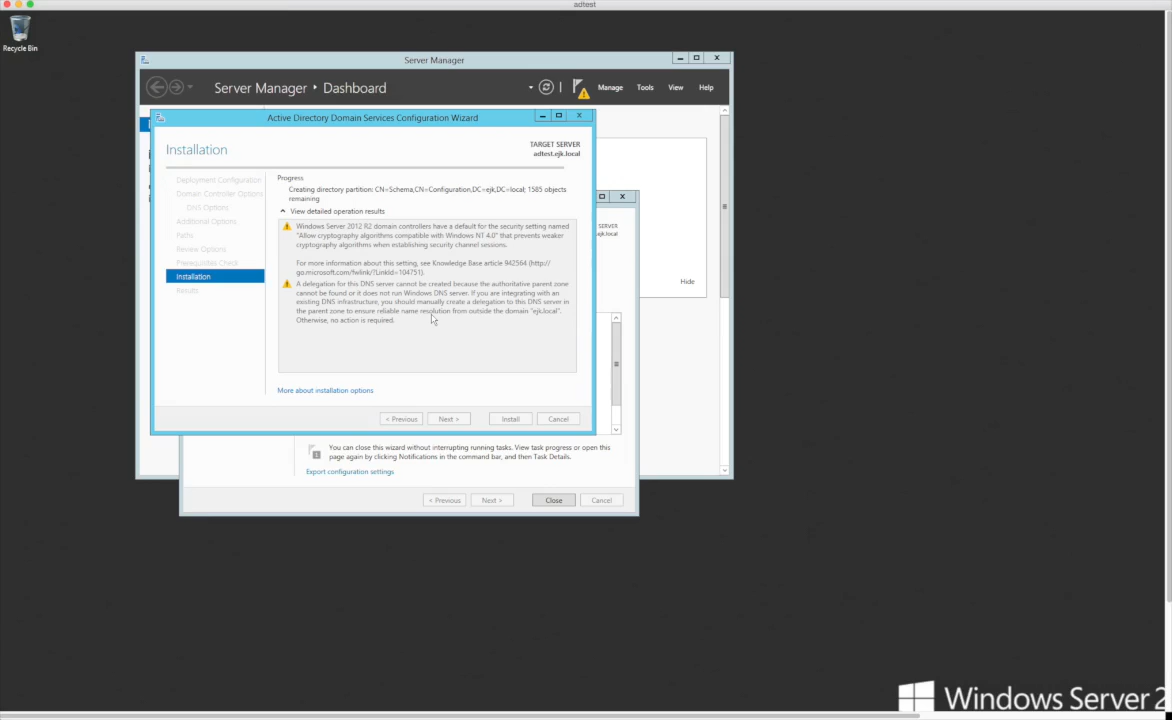 adtest
Recycle Bin
Server Manager
Server Manager • Dashboard
Manage Tools View Help
Active Directory Domain Services Configuration Wizard
Installation
TARGET SERVER
adtest.ejk.local
Deployment Configuration
Domain Controller Options
DNS Options
Additional Options
Paths
Review Options
Prerequisites Check
Installation
Results
Progress
Creating directory partition: CN=Schema,CN=Configuration,DC=ejk,DC=local; 1585 objects
remaining
View detailed operation results
Windows Server 2012 R2 domain controllers have a default for the security setting named
"Allow cryptography algorithms compatible with Windows NT 4.0" that prevents weaker
cryptography algorithms when establishing security channel sessions.
For more information about this setting, see Knowledge Base article 942564 (http://
go.microsoft.com/fwlink/?LinkId=104751).
A delegation for this DNS server cannot be created because the authoritative parent zone
cannot be found or it does not run Windows DNS server. If you are integrating with an
existing DNS infrastructure, you should manually create a delegation to this DNS server in
the parent zone to ensure reliable name resolution from outside the domain "ejk.local".
Otherwise, no action is required.
More about installation options
< Previous Next > Install Cancel
SERVER
ejk.local
Hide
You can close this wizard without interrupting running tasks. View task progress or open this
page again by clicking Notifications in the command bar, and then Task Details.
Export configuration settings
< Previous Next > Close Cancel
Windows Server 2